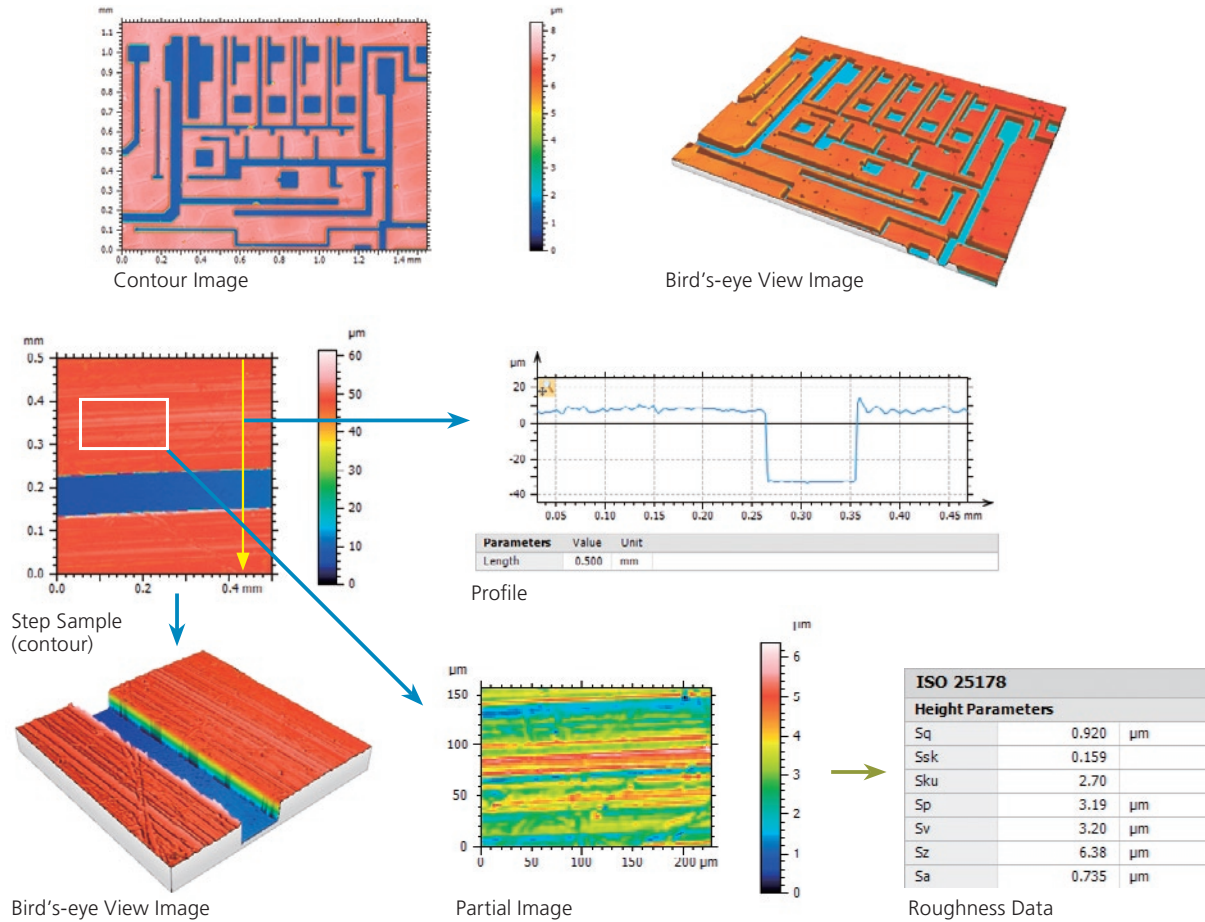 mm
1.1
1.0
0.9
0.8
0.7
0.6
0.5
0.4
0.3
0.2
0.1
0.0
0.0 0.2 0.4 0.6 0.8 1.0 1.2 1.4 mm
Contour Image
µm
8
7
6
5
4
3
2
1
0
Bird's-eye View Image
mm
0.5
0.4
0.3
0.2
0.1
0.0
0.0 0.2 0.4 mm
µm
60
50
40
30
20
10
0
Step Sample
(contour)
µm
20
0
-20
-40
0.05 0.10 0.15 0.20 0.25 0.30 0.35 0.40 0.45 mm
Parameters Value Unit
Length 0.500 mm
Profile
Bird's-eye View Image
µm
150
100
50
0
0 50 100 150 200 µm
µm
6
5
4
3
2
1
0
Partial Image
ISO 25178
Height Parameters
Sq 0.920 µm
Ssk 0.159
Sku 2.70
Sp 3.19 µm
Sv 3.20 µm
Sz 6.38 µm
Sa 0.735 µm
Roughness Data